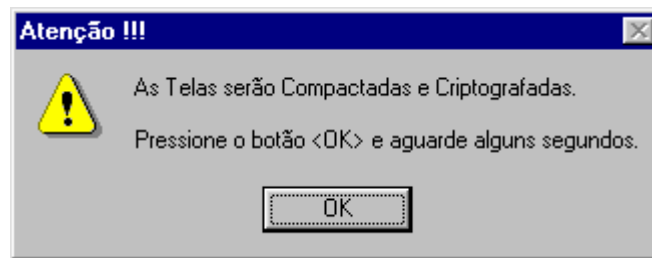 Atenção !!!
As Telas serão Compactadas e Criptografadas.
Pressione o botão <OK> e aguarde alguns segundos.
OK